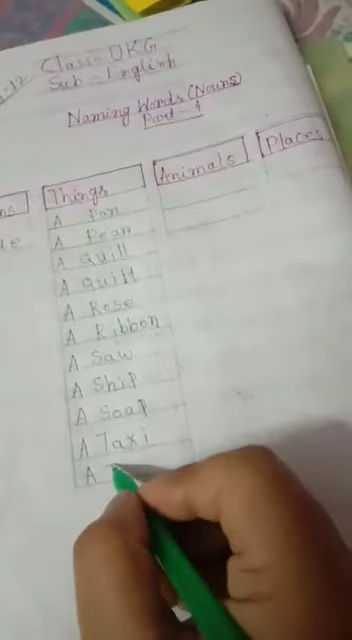 Class - UKG
Sub - English
Naming Words (Nouns)
Part - 4
Things Animals Places
A Pan
A
A Quill
A Quilt
A Rose
A Ribbon
A Saw
A Ship
A Soap
A Taxi
A